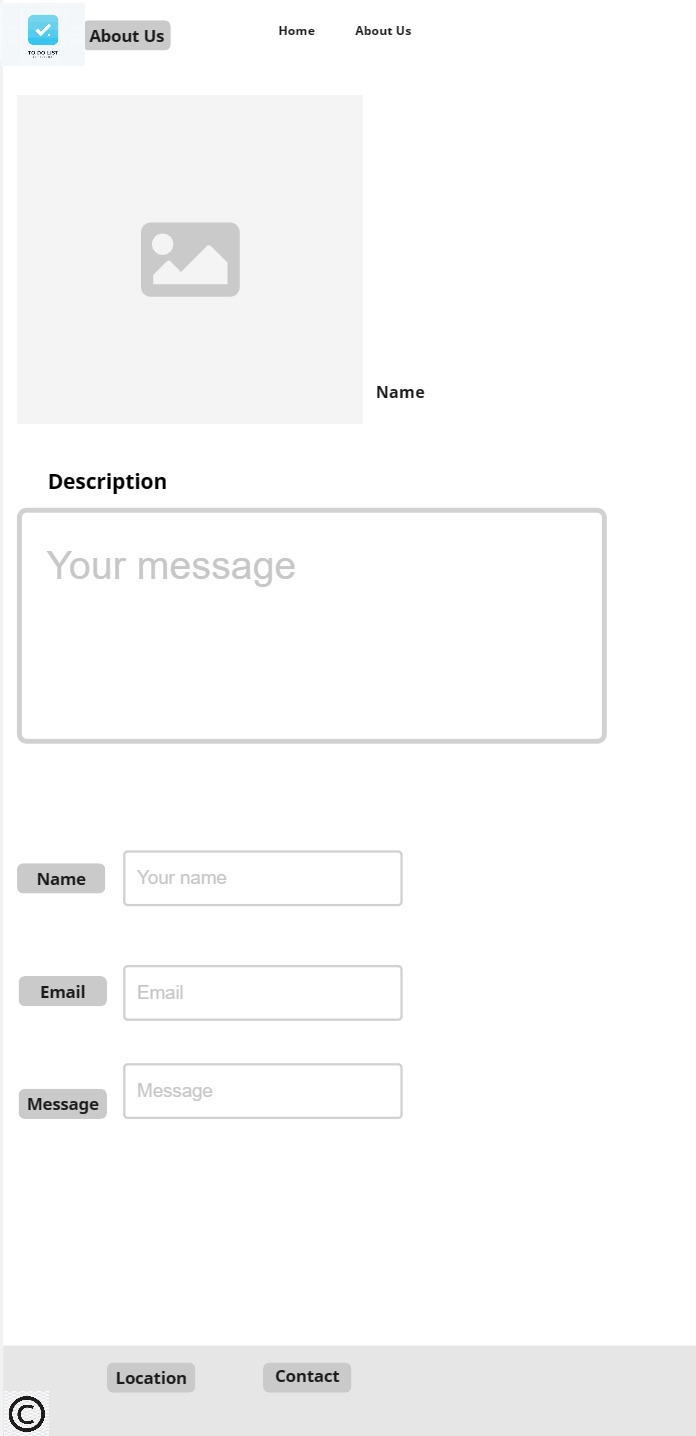 About Us
Home
About Us
TO DO LIST
Name
Description
Your message
Name
Your name
Email
Email
Message
Message
Location
Contact
©